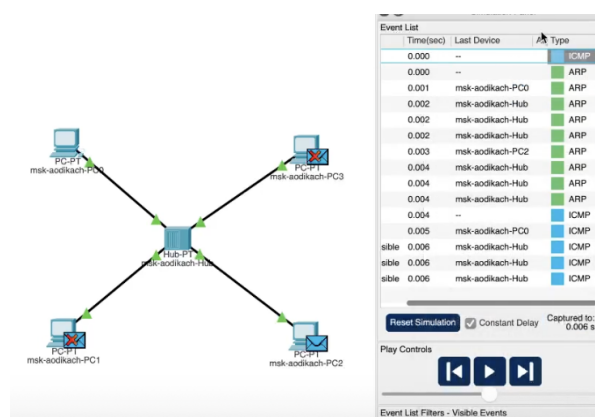 Event List
Time(sec) Last Device Type
0.000 -- ICMP
0.000 -- ARP
0.001 msk-aodikach-PC0 ARP
0.002 msk-aodikach-Hub ARP
0.002 msk-aodikach-Hub ARP
0.002 msk-aodikach-Hub ARP
0.003 msk-aodikach-PC2 ARP
0.004 msk-aodikach-Hub ARP
0.004 msk-aodikach-Hub ARP
0.004 msk-aodikach-Hub ARP
0.004 -- ICMP
0.005 msk-aodikach-PC0 ICMP
sible 0.006 msk-aodikach-Hub ICMP
sible 0.006 msk-aodikach-Hub ICMP
sible 0.006 msk-aodikach-Hub ICMP
Reset Simulation Constant Delay Captured to:
0.006 s
Play Controls
Event List Filters - Visible Events
PC-PT
msk-aodikach-PC0
PC-PT
msk-aodikach-PC3
Hub-PT
msk-aodikach-Hub
PC-PT
msk-aodikach-PC1
PC-PT
msk-aodikach-PC2